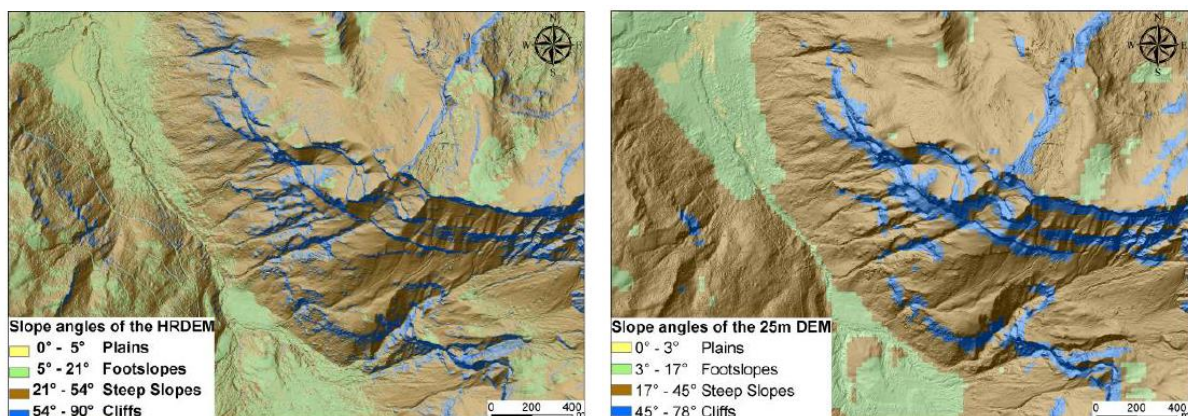 N
W E
S
Slope angles of the HRDEM
0° - 5° Plains
5° - 21° Footslopes
21° - 54° Steep Slopes
54° - 90° Cliffs
0 200 400
m
N
W E
S
Slope angles of the 25m DEM
0° - 3° Plains
3° - 17° Footslopes
17° - 45° Steep Slopes
45° - 78° Cliffs
0 200 400
m